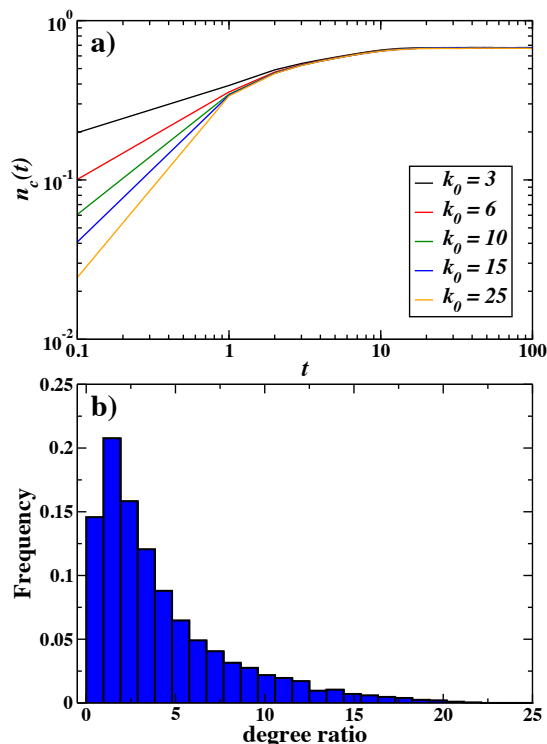 a)
10^0
10^-1
10^-2
n_c(t)
k_0 = 3
k_0 = 6
k_0 = 10
k_0 = 15
k_0 = 25
0.1 1 10 100
t
b)
0.25
0.2
0.15
0.1
0.05
0
Frequency
0 5 10 15 20 25
degree ratio